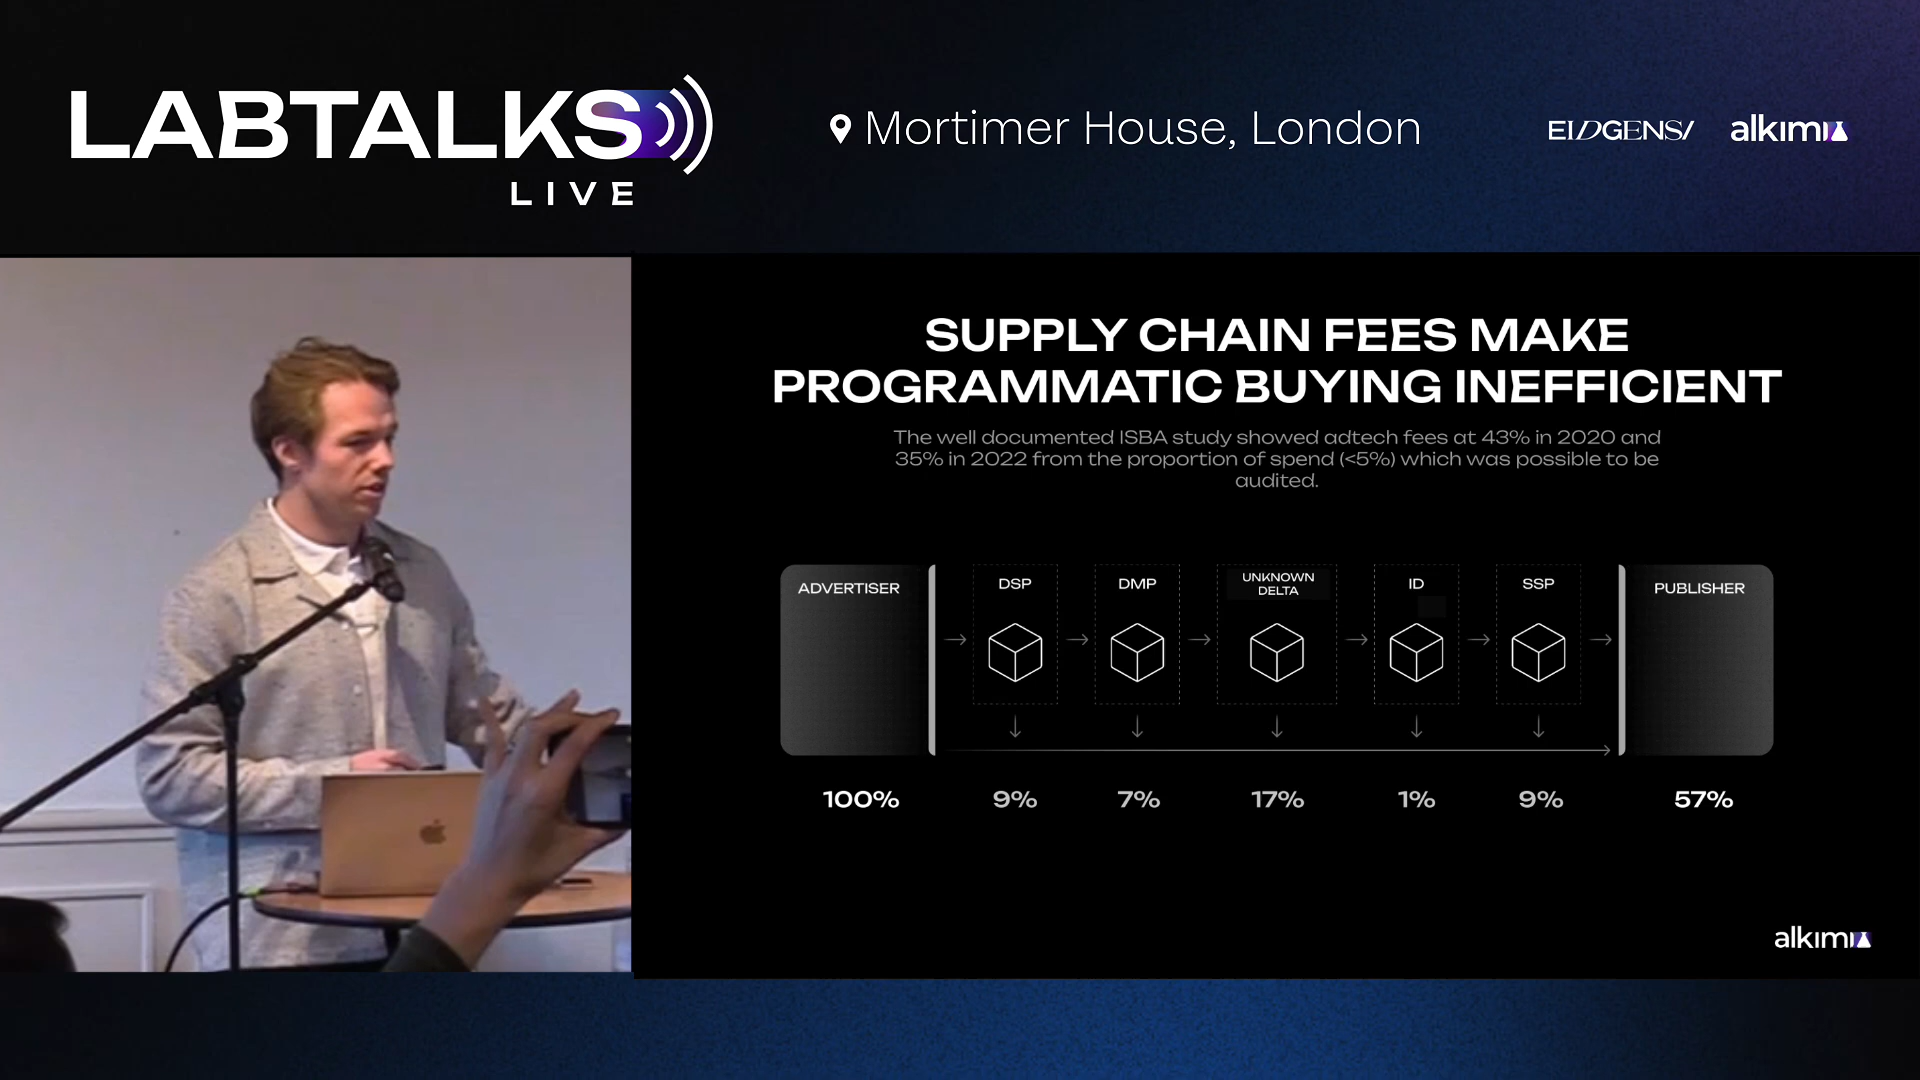 LABTALKS
LIVE
Mortimer House, London
EIDGENSI
alkimi
SUPPLY CHAIN FEES MAKE
PROGRAMMATIC BUYING INEFFICIENT
The well documented ISBA study showed adtech fees at 43% in 2020 and
35% in 2022 from the proportion of spend (<5%) which was possible to be
audited.
ADVERTISER
DSP
DMP
UNKNOWN
DELTA
ID
SSP
PUBLISHER
100%
9%
7%
17%
1%
9%
57%
alkimi